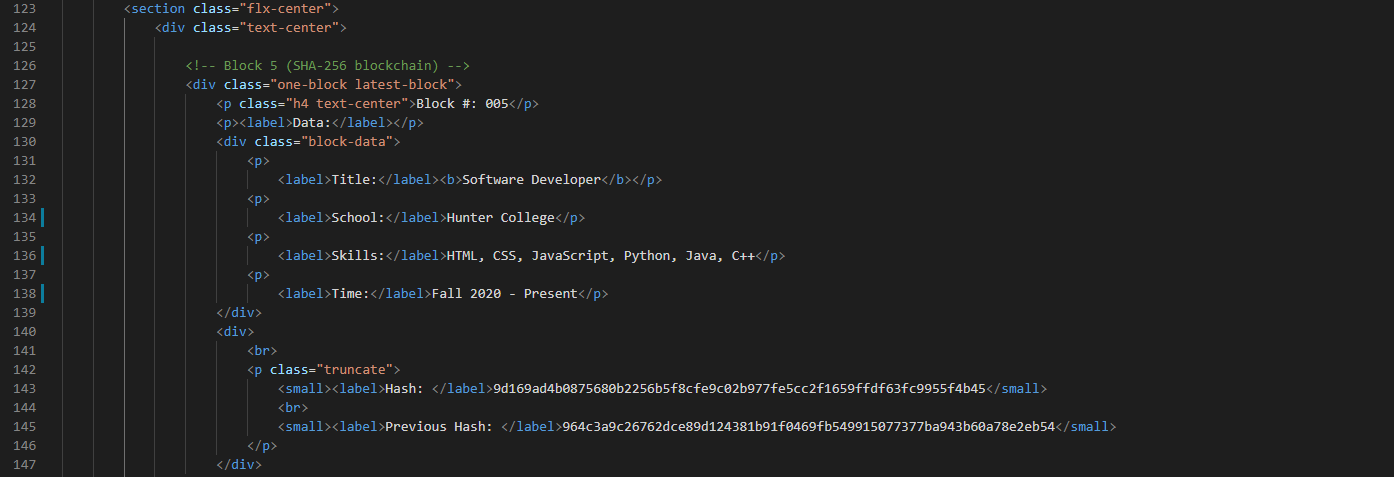 123 <section class="flx-center">
124 <div class="text-center">
125
126 <!-- Block 5 (SHA-256 blockchain) -->
127 <div class="one-block latest-block">
128 <p class="h4 text-center">Block #: 005</p>
129 <p><label>Data:</label></p>
130 <div class="block-data">
131 <p>
132 <label>Title:</label><b>Software Developer</b></p>
133 <p>
134 <label>School:</label>Hunter College</p>
135 <p>
136 <label>Skills:</label>HTML, CSS, JavaScript, Python, Java, C++</p>
137 <p>
138 <label>Time:</label>Fall 2020 - Present</p>
139 </div>
140 <div>
141 <br>
142 <p class="truncate">
143 <small><label>Hash: </label>9d169ad4b0875680b2256b5f8cfe9c02b977fe5cc2f1659ffdf63fc9955f4b45</small>
144 <br>
145 <small><label>Previous Hash: </label>964c3a9c26762dce89d124381b91f0469fb549915077377ba943b60a78e2eb54</small>
146 </p>
147 </div>